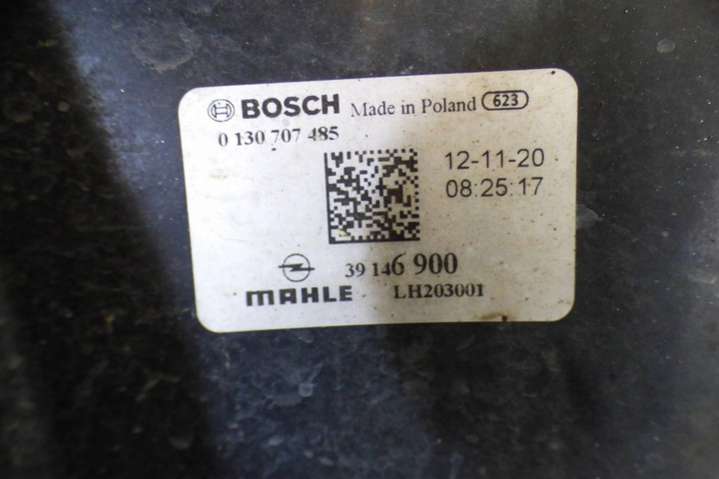 BOSCH Made in Poland 623
0 130 707 485
12-11-20
08:25:17
39 146 900
MAHLE LH203001